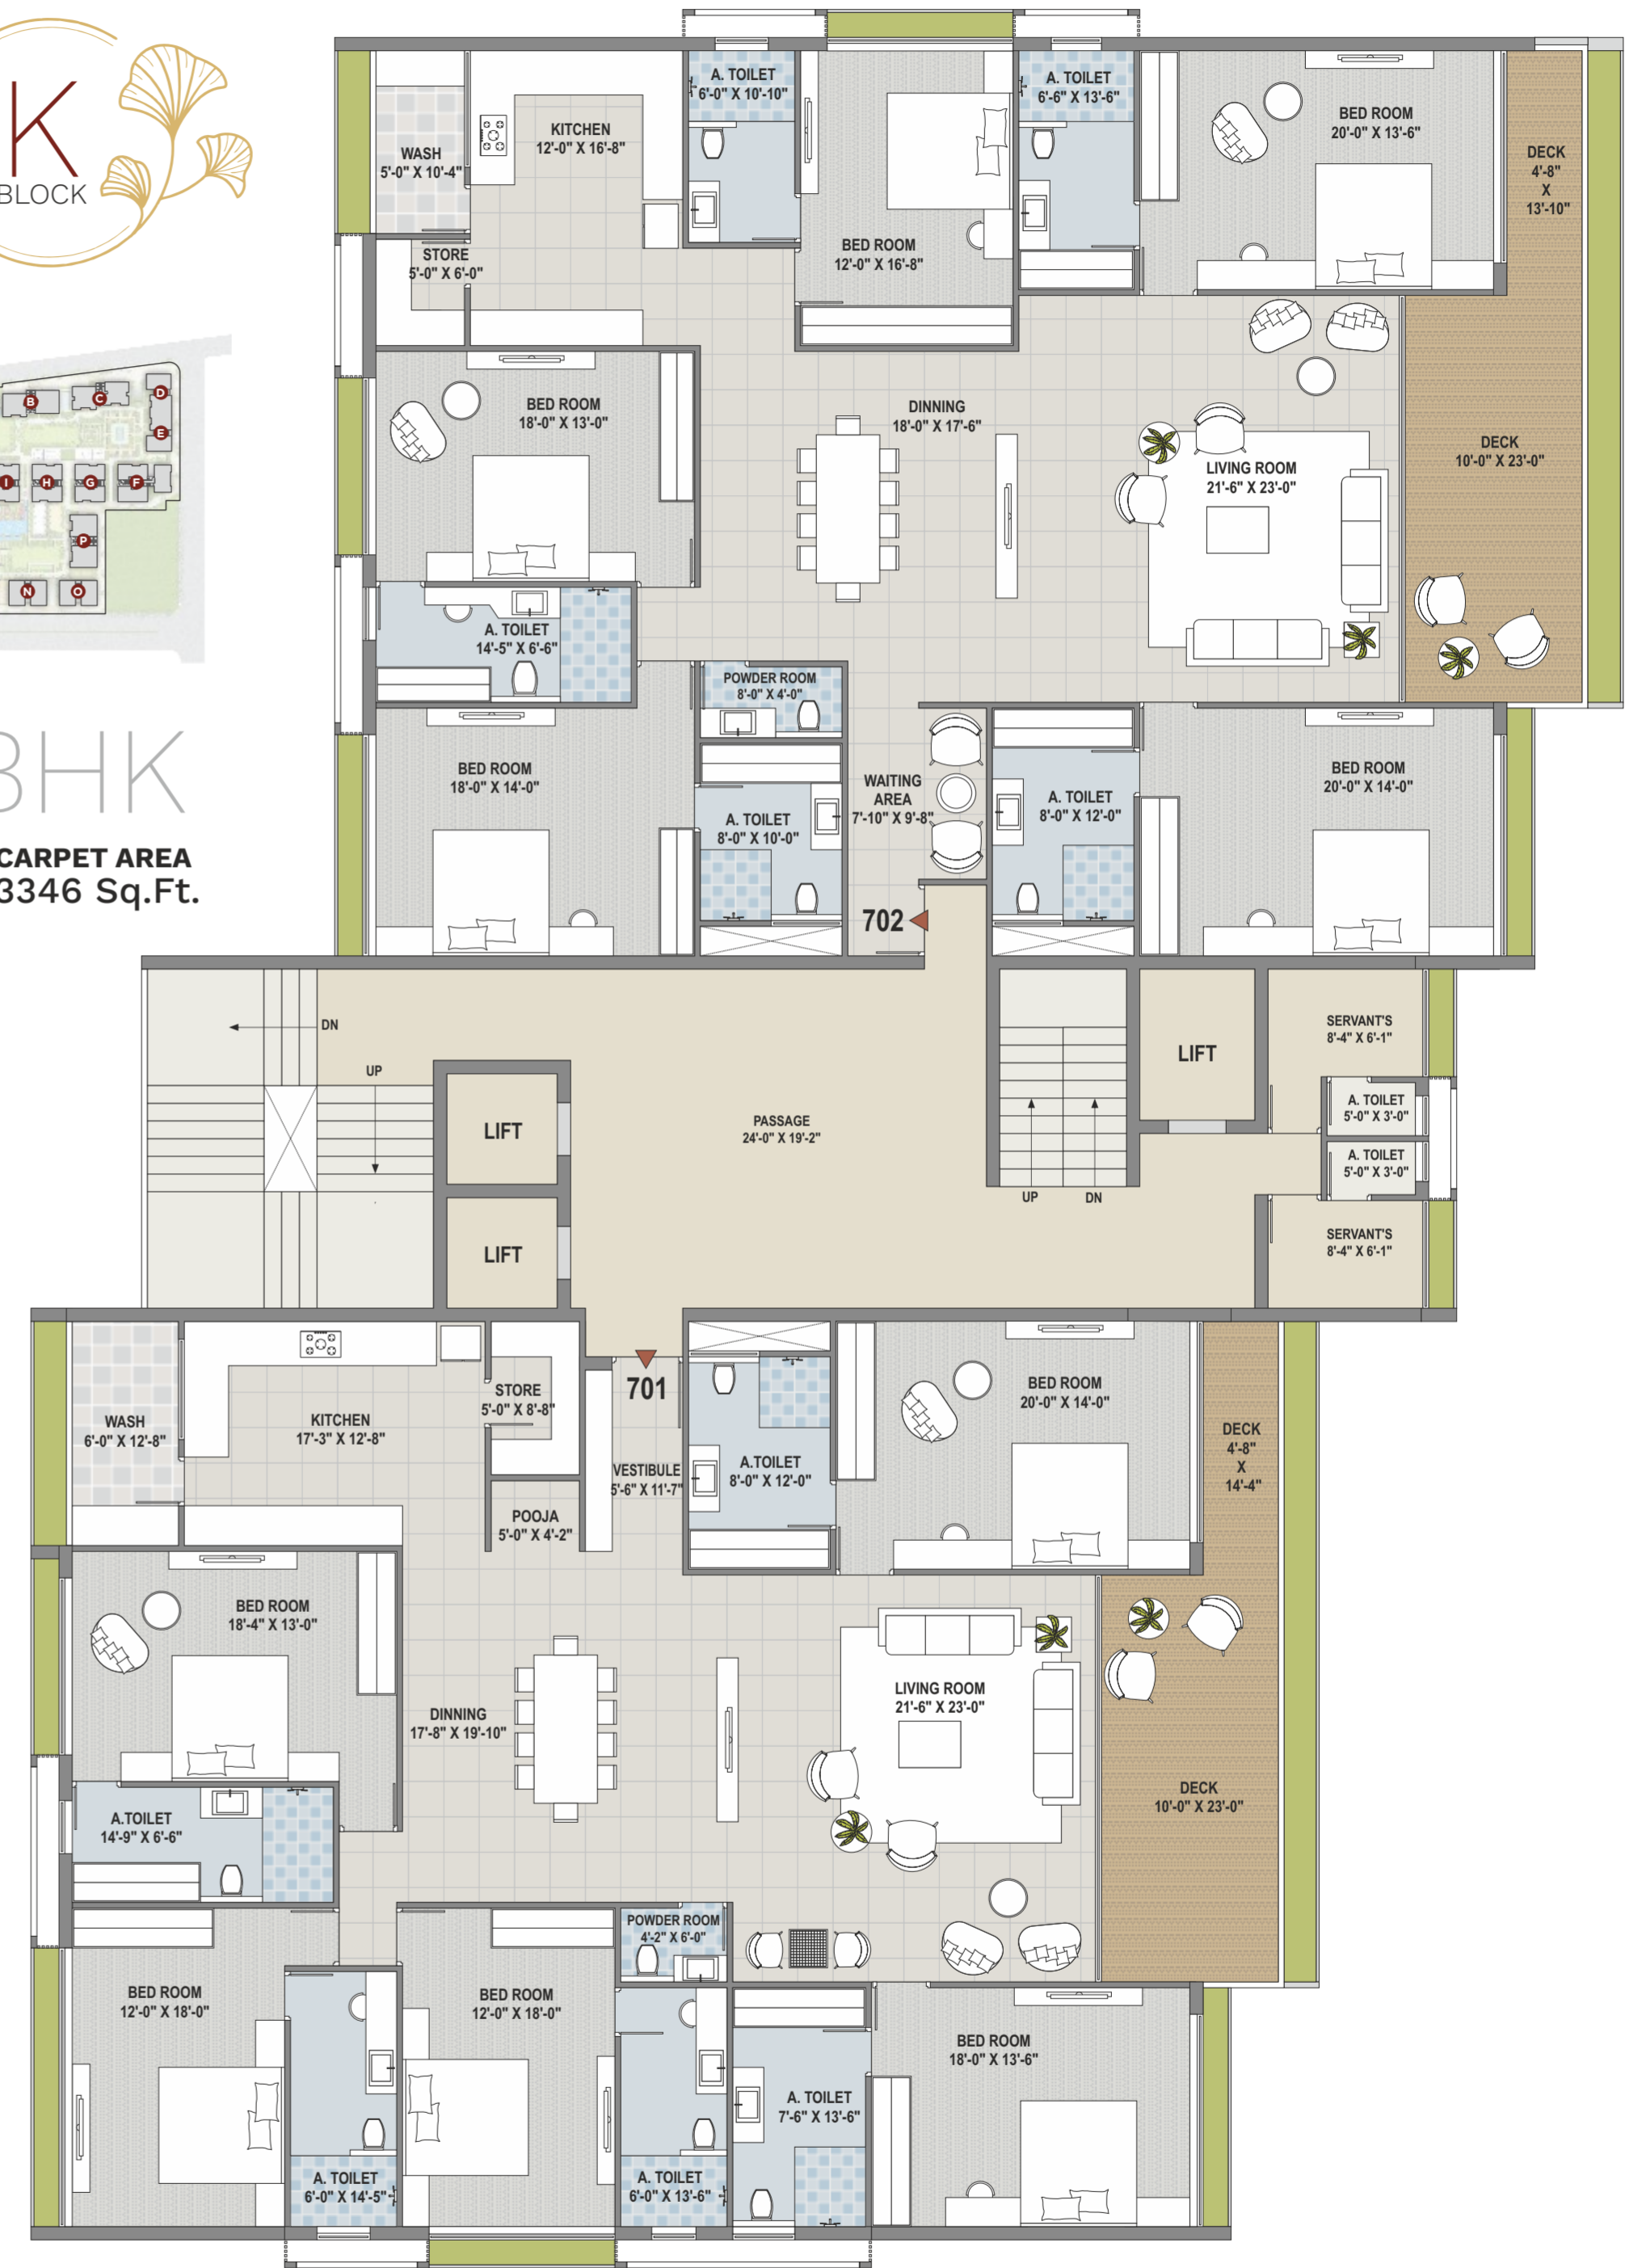 K
BLOCK
B
C
D
E
I
H
G
F
P
N
O
BHK
CARPET AREA
3346 Sq.Ft.
A. TOILET
6'-0" X 10'-10"
A. TOILET
6'-6" X 13'-6"
BED ROOM
20'-0" X 13'-6"
KITCHEN
12'-0" X 16'-8"
WASH
5'-0" X 10'-4"
DECK
4'-8"
X
13'-10"
STORE
5'-0" X 6'-0"
BED ROOM
12'-0" X 16'-8"
BED ROOM
18'-0" X 13'-0"
DINNING
18'-0" X 17'-6"
LIVING ROOM
21'-6" X 23'-0"
DECK
10'-0" X 23'-0"
A. TOILET
14'-5" X 6'-6"
POWDER ROOM
8'-0" X 4'-0"
BED ROOM
18'-0" X 14'-0"
A. TOILET
8'-0" X 10'-0"
WAITING
AREA
7'-10" X 9'-8"
A. TOILET
8'-0" X 12'-0"
BED ROOM
20'-0" X 14'-0"
702
DN
UP
LIFT
LIFT
PASSAGE
24'-0" X 19'-2"
UP
DN
LIFT
SERVANT'S
8'-4" X 6'-1"
A. TOILET
5'-0" X 3'-0"
A. TOILET
5'-0" X 3'-0"
SERVANT'S
8'-4" X 6'-1"
701
WASH
6'-0" X 12'-8"
KITCHEN
17'-3" X 12'-8"
STORE
5'-0" X 8'-8"
VESTIBULE
5'-6" X 11'-7"
POOJA
5'-0" X 4'-2"
A.TOILET
8'-0" X 12'-0"
BED ROOM
20'-0" X 14'-0"
DECK
4'-8"
X
14'-4"
BED ROOM
18'-4" X 13'-0"
DINNING
17'-8" X 19'-10"
LIVING ROOM
21'-6" X 23'-0"
DECK
10'-0" X 23'-0"
A.TOILET
14'-9" X 6'-6"
POWDER ROOM
4'-2" X 6'-0"
BED ROOM
12'-0" X 18'-0"
BED ROOM
12'-0" X 18'-0"
BED ROOM
18'-0" X 13'-6"
A. TOILET
7'-6" X 13'-6"
A. TOILET
6'-0" X 14'-5"
A. TOILET
6'-0" X 13'-6"